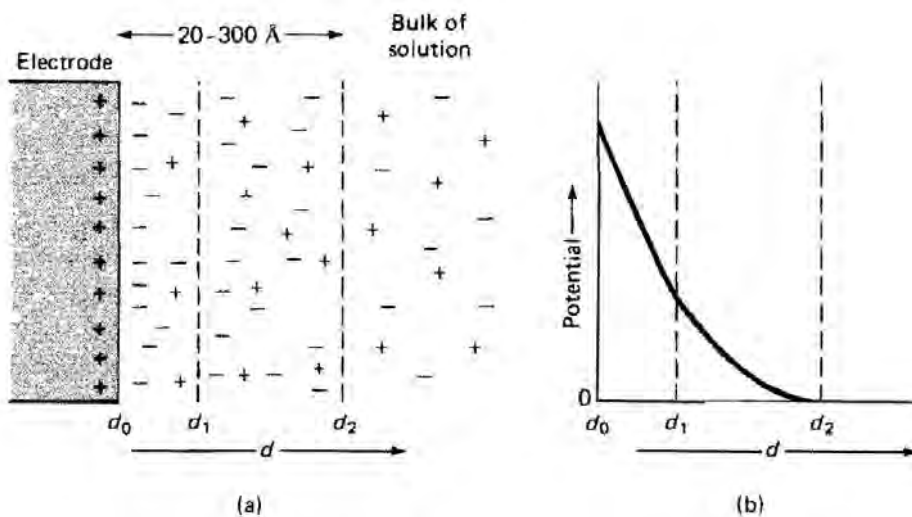 20-300 Å
Bulk of
solution
Electrode
d0 d1 d2
d
(a)
Potential
0
d0 d1 d2
d
(b)